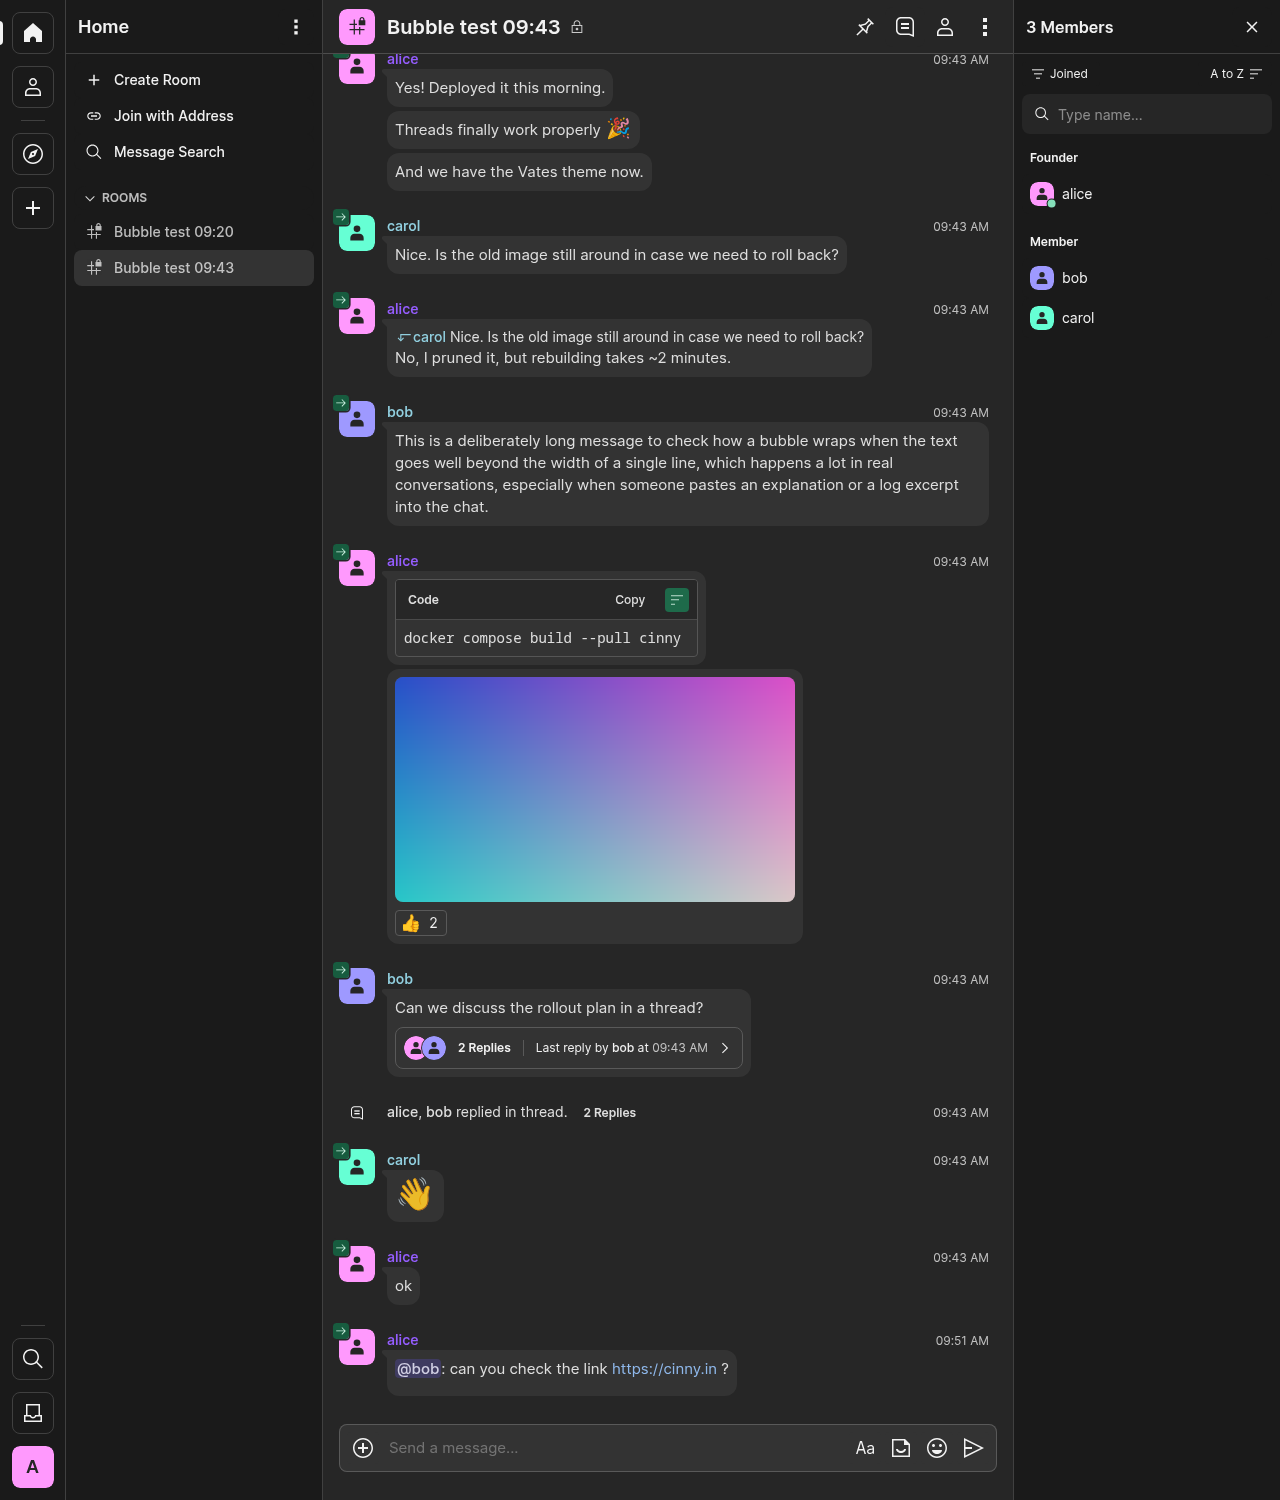 Home
Create Room
Join with Address
Message Search
ROOMS
Bubble test 09:20
Bubble test 09:43
A
Bubble test 09:43
alice
09:43 AM
Yes! Deployed it this morning.
Threads finally work properly 🎉
And we have the Vates theme now.
carol
09:43 AM
Nice. Is the old image still around in case we need to roll back?
alice
09:43 AM
carol Nice. Is the old image still around in case we need to roll back?
No, I pruned it, but rebuilding takes ~2 minutes.
bob
09:43 AM
This is a deliberately long message to check how a bubble wraps when the text
goes well beyond the width of a single line, which happens a lot in real
conversations, especially when someone pastes an explanation or a log excerpt
into the chat.
alice
09:43 AM
Code
Copy
docker compose build --pull cinny
👍 2
bob
09:43 AM
Can we discuss the rollout plan in a thread?
2 Replies
Last reply by bob at 09:43 AM
alice, bob replied in thread. 2 Replies
09:43 AM
carol
09:43 AM
👋
alice
09:43 AM
ok
alice
09:51 AM
@bob: can you check the link https://cinny.in ?
Send a message...
Aa
3 Members
Joined
A to Z
Type name...
Founder
alice
Member
bob
carol